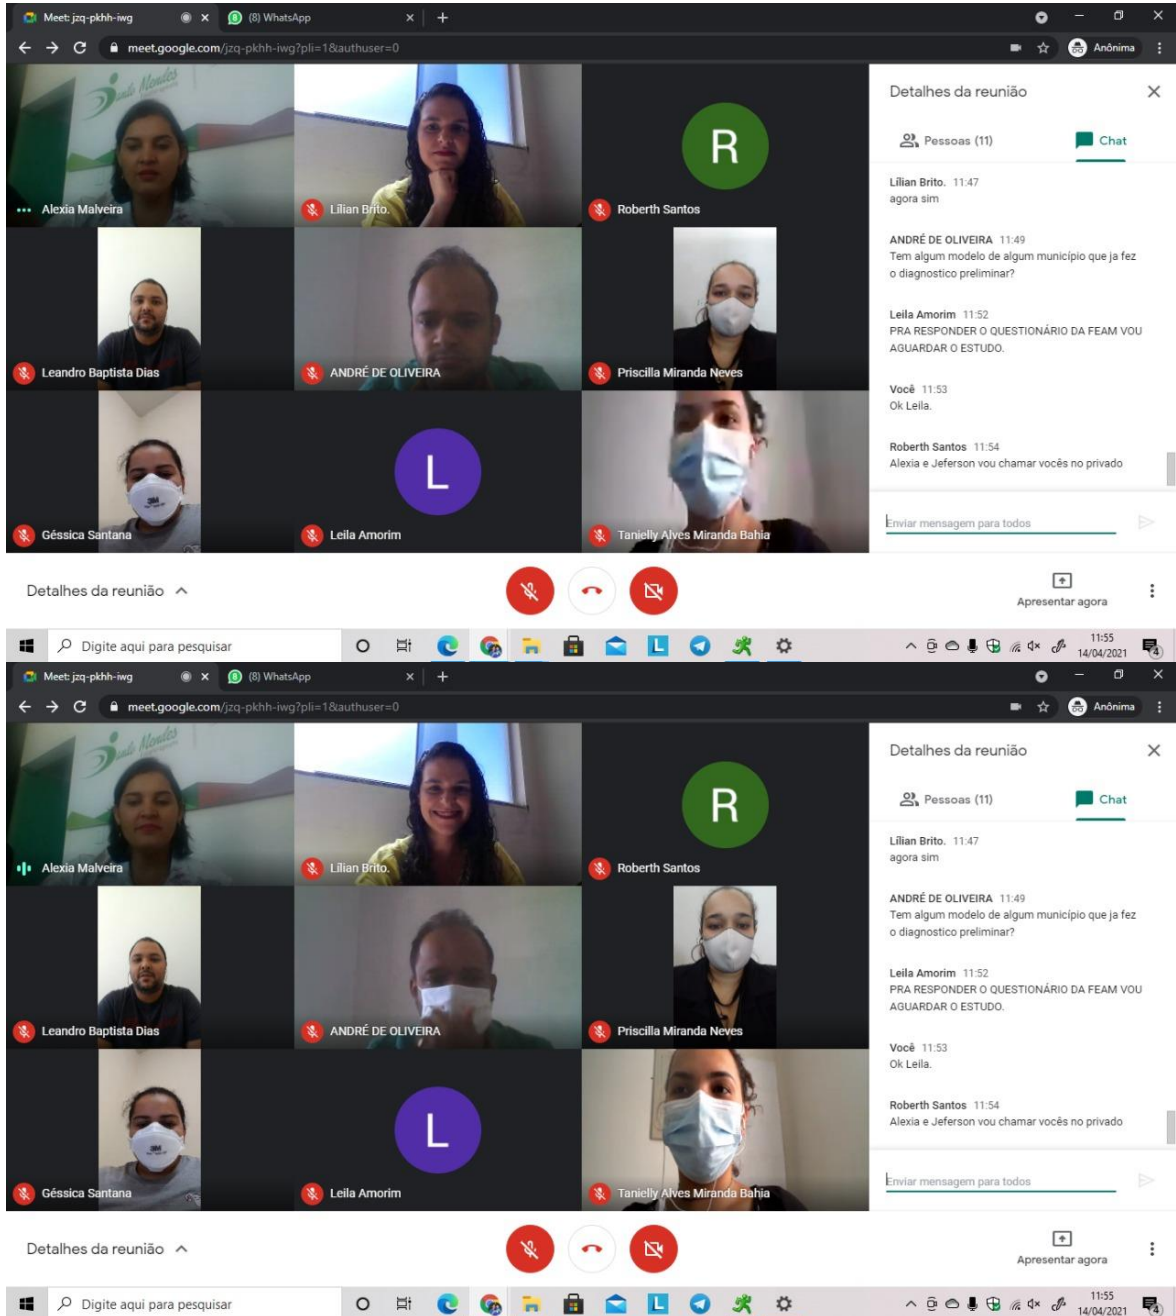 Meet: jzq-pkhh-iwg
(8) WhatsApp
meet.google.com/jzq-pkhh-iwg?pli=1&authuser=0
Anônima
Mendes
Alexia Malveira
Lílian Brito.
R
Roberth Santos
Leandro Baptista Dias
ANDRÉ DE OLIVEIRA
Priscilla Miranda Neves
3M
Géssica Santana
L
Leila Amorim
Tanielly Alves Miranda Bahia
Detalhes da reunião
Pessoas (11)
Chat
Lílian Brito. 11:47
agora sim
ANDRÉ DE OLIVEIRA 11:49
Tem algum modelo de algum município que ja fez
o diagnostico preliminar?
Leila Amorim 11:52
PRA RESPONDER O QUESTIONÁRIO DA FEAM VOU
AGUARDAR O ESTUDO.
Você 11:53
Ok Leila.
Roberth Santos 11:54
Alexia e Jeferson vou chamar vocês no privado
Enviar mensagem para todos
Detalhes da reunião
Apresentar agora
Digite aqui para pesquisar
L
11:55
14/04/2021
4
Meet: jzq-pkhh-iwg
(8) WhatsApp
meet.google.com/jzq-pkhh-iwg?pli=1&authuser=0
Anônima
Mendes
Alexia Malveira
Lílian Brito.
R
Roberth Santos
Leandro Baptista Dias
ANDRÉ DE OLIVEIRA
Priscilla Miranda Neves
3M
Géssica Santana
L
Leila Amorim
Tanielly Alves Miranda Bahia
Detalhes da reunião
Pessoas (11)
Chat
Lílian Brito. 11:47
agora sim
ANDRÉ DE OLIVEIRA 11:49
Tem algum modelo de algum município que ja fez
o diagnostico preliminar?
Leila Amorim 11:52
PRA RESPONDER O QUESTIONÁRIO DA FEAM VOU
AGUARDAR O ESTUDO.
Você 11:53
Ok Leila.
Roberth Santos 11:54
Alexia e Jeferson vou chamar vocês no privado
Enviar mensagem para todos
Detalhes da reunião
Apresentar agora
Digite aqui para pesquisar
L
11:55
14/04/2021
4